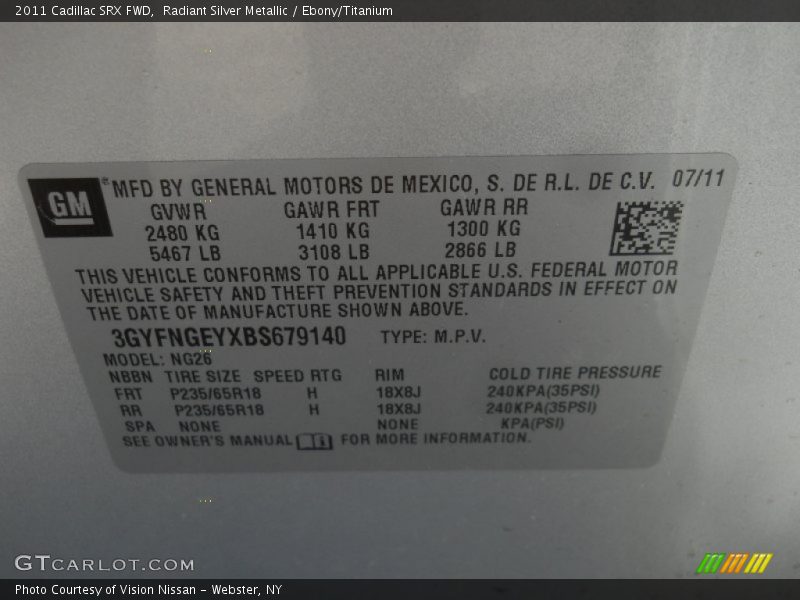 2011 Cadillac SRX FWD,  Radiant Silver Metallic / Ebony/Titanium
GM® MFD BY GENERAL MOTORS DE MEXICO, S. DE R.L. DE C.V. 07/11
GVWR GAWR FRT GAWR RR
2480 KG 1410 KG 1300 KG
5467 LB 3108 LB 2866 LB
THIS VEHICLE CONFORMS TO ALL APPLICABLE U.S. FEDERAL MOTOR
VEHICLE SAFETY AND THEFT PREVENTION STANDARDS IN EFFECT ON
THE DATE OF MANUFACTURE SHOWN ABOVE.
3GYFNGEYXBS679140 TYPE: M.P.V.
MODEL: NG26
NBBN TIRE SIZE SPEED RTG RIM COLD TIRE PRESSURE
FRT P235/65R18 H 18X8J 240KPA(35PSI)
RR P235/65R18 H 18X8J 240KPA(35PSI)
SPA NONE NONE KPA(PSI)
SEE OWNER'S MANUAL FOR MORE INFORMATION.
GTCARLOT.COM
Photo Courtesy of Vision Nissan - Webster, NY